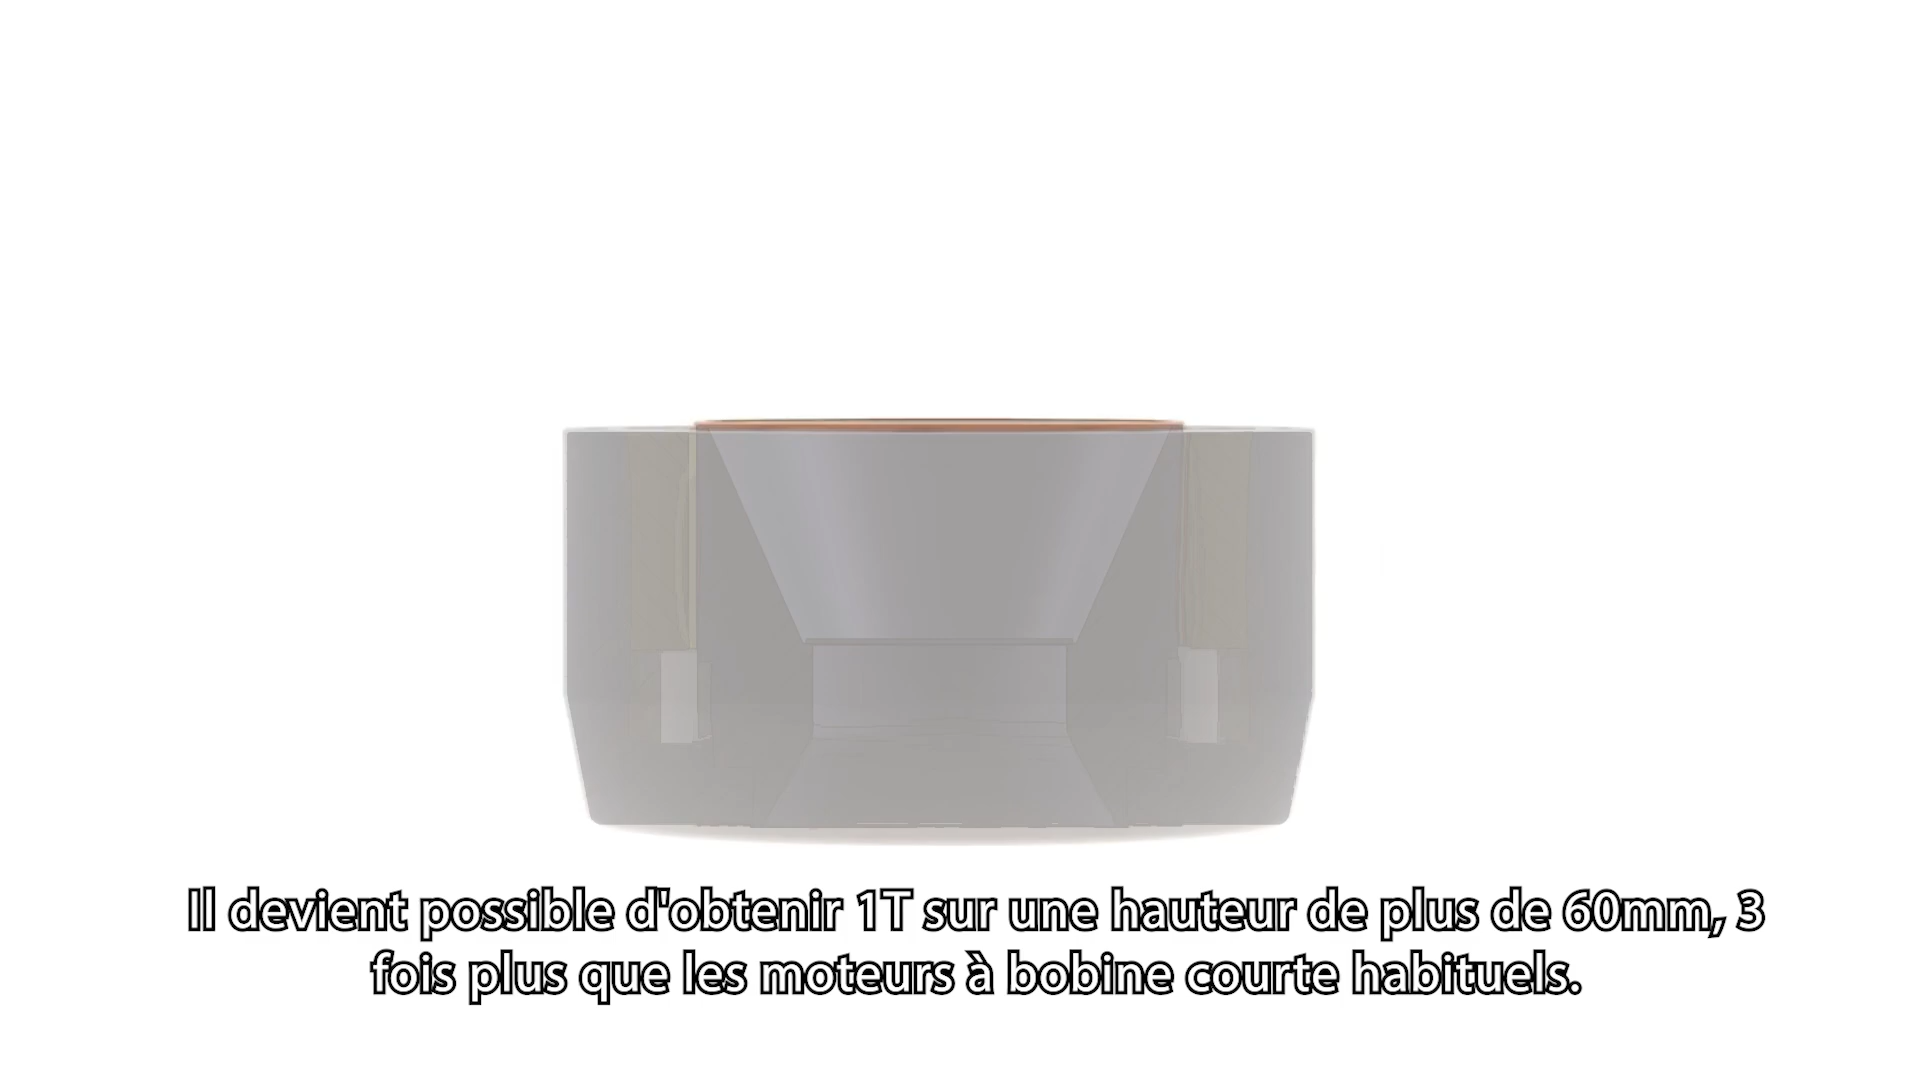 Il devient possible d'obtenir 1T sur une hauteur de plus de 60mm, 3
fois plus que les moteurs à bobine courte habituels.